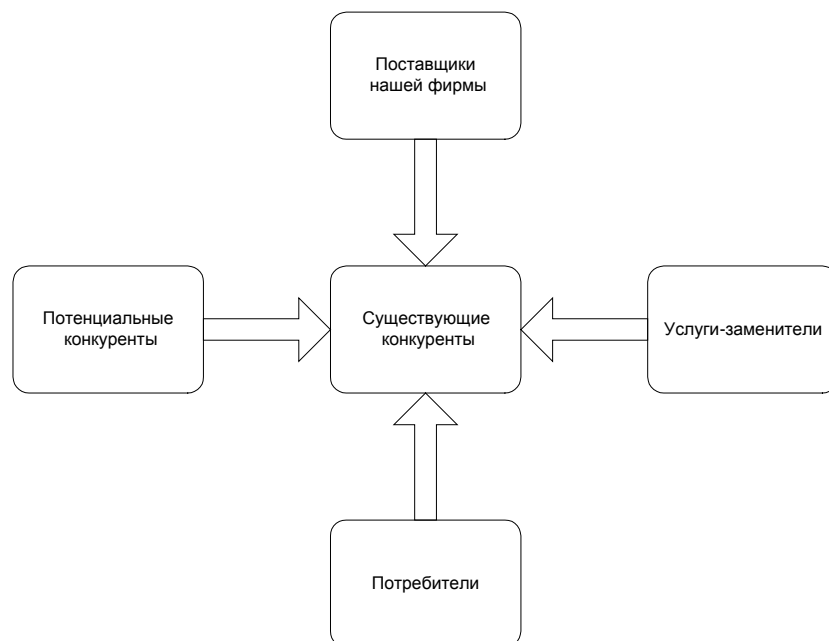 Поставщики
нашей фирмы
Потенциальные
конкуренты
Существующие
конкуренты
Услуги-заменители
Потребители